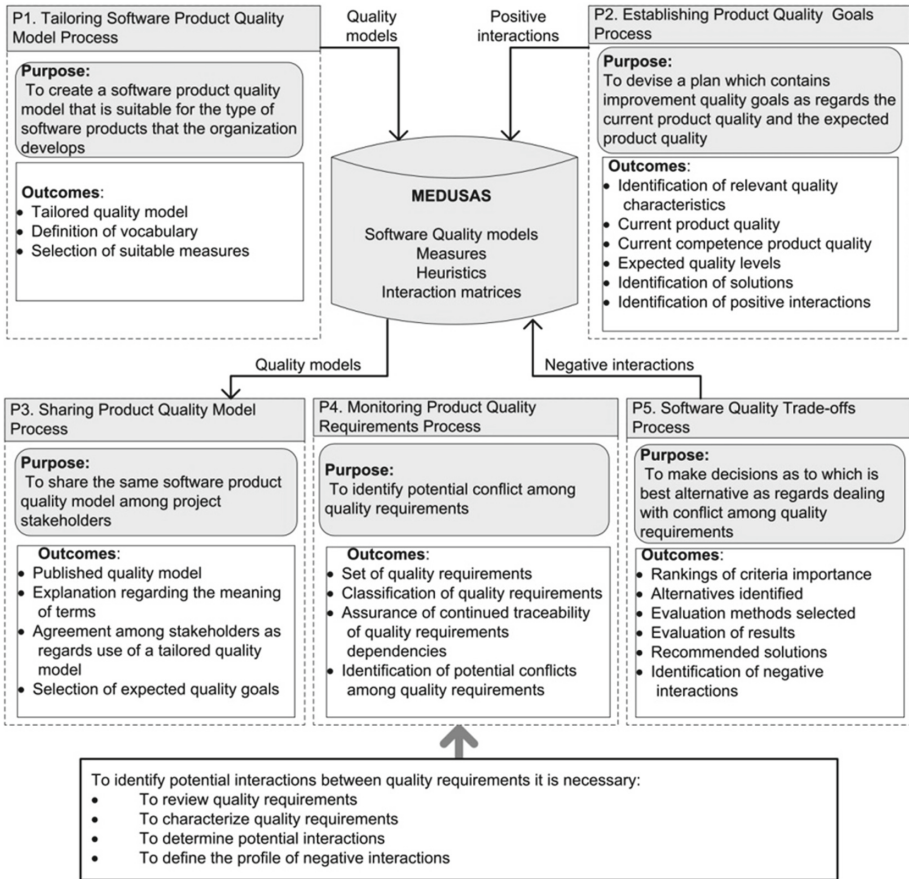 P1. Tailoring Software Product Quality
Model Process
Purpose:
To create a software product quality
model that is suitable for the type of
software products that the organization
develops
Outcomes:
• Tailored quality model
• Definition of vocabulary
• Selection of suitable measures
Quality
models
Positive
interactions
P2. Establishing Product Quality Goals
Process
Purpose:
To devise a plan which contains
improvement quality goals as regards the
current product quality and the expected
product quality
Outcomes:
• Identification of relevant quality
characteristics
• Current product quality
• Current competence product quality
• Expected quality levels
• Identification of solutions
• Identification of positive interactions
MEDUSAS
Software Quality models
Measures
Heuristics
Interaction matrices
Quality models
Negative interactions
P3. Sharing Product Quality Model
Process
Purpose:
To share the same software product
quality model among project
stakeholders
Outcomes:
• Published quality model
• Explanation regarding the meaning
of terms
• Agreement among stakeholders as
regards use of a tailored quality
model
• Selection of expected quality goals
P4. Monitoring Product Quality
Requirements Process
Purpose:
To identify potential conflict among
quality requirements
Outcomes:
• Set of quality requirements
• Classification of quality requirements
• Assurance of continued traceability
of quality requirements
dependencies
• Identification of potential conflicts
among quality requirements
P5. Software Quality Trade-offs
Process
Purpose:
To make decisions as to which is
best alternative as regards dealing
with conflict among quality
requirements
Outcomes:
• Rankings of criteria importance
• Alternatives identified
• Evaluation methods selected
• Evaluation of results
• Recommended solutions
• Identification of negative
interactions
To identify potential interactions between quality requirements it is necessary:
• To review quality requirements
• To characterize quality requirements
• To determine potential interactions
• To define the profile of negative interactions